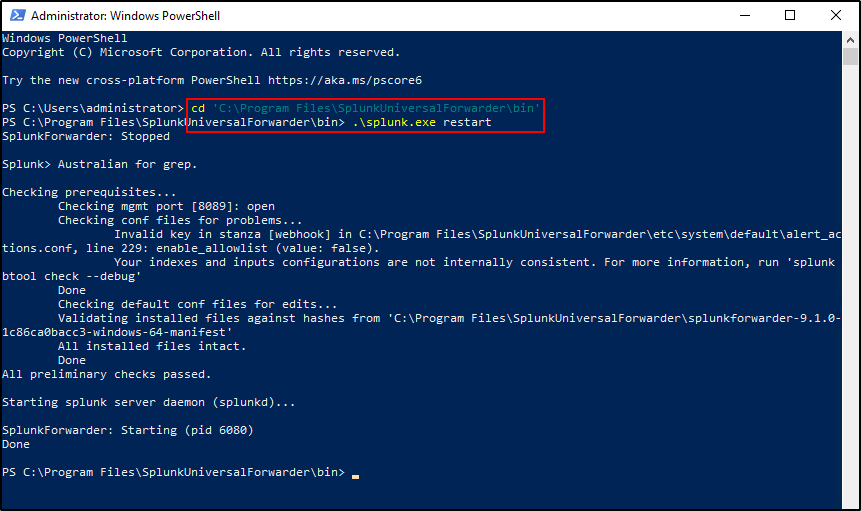 Administrator: Windows PowerShell
Windows PowerShell
Copyright (C) Microsoft Corporation. All rights reserved.
Try the new cross-platform PowerShell https://aka.ms/pscore6
PS C:\Users\administrator> cd 'C:\Program Files\SplunkUniversalForwarder\bin'
PS C:\Program Files\SplunkUniversalForwarder\bin> .\splunk.exe restart
SplunkForwarder: Stopped
Splunk> Australian for grep.
Checking prerequisites...
Checking mgmt port [8089]: open
Checking conf files for problems...
Invalid key in stanza [webhook] in C:\Program Files\SplunkUniversalForwarder\etc\system\default\alert_ac
tions.conf, line 229: enable_allowlist (value: false).
Your indexes and inputs configurations are not internally consistent. For more information, run 'splunk
btool check --debug'
Done
Checking default conf files for edits...
Validating installed files against hashes from 'C:\Program Files\SplunkUniversalForwarder\splunkforwarder-9.1.0-
1c86ca0bacc3-windows-64-manifest'
All installed files intact.
Done
All preliminary checks passed.
Starting splunk server daemon (splunkd)...
SplunkForwarder: Starting (pid 6080)
Done
PS C:\Program Files\SplunkUniversalForwarder\bin>